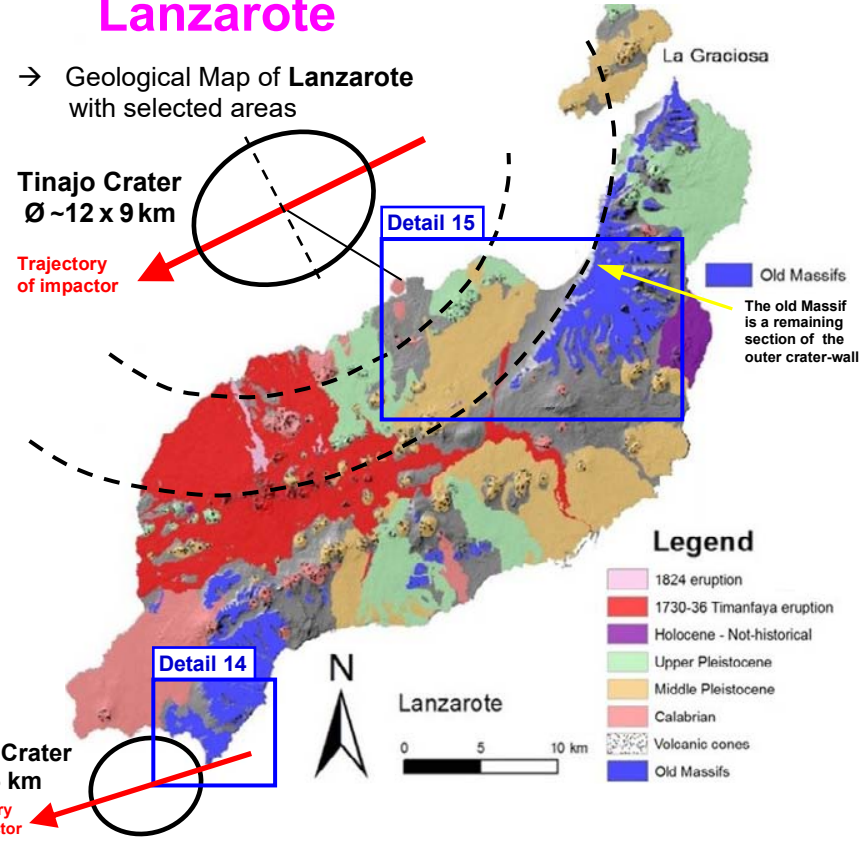 Lanzarote
→ Geological Map of Lanzarote
with selected areas
La Graciosa
Tinajo Crater
Ø ~12 x 9 km
Detail 15
Trajectory
of impactor
Old Massifs
The old Massif
is a remaining
section of the
outer crater-wall
Legend
1824 eruption
1730-36 Timanfaya eruption
Holocene - Not-historical
Upper Pleistocene
Middle Pleistocene
Calabrian
Volcanic cones
Old Massifs
Detail 14
N
Lanzarote
0 5 10 km
Crater
km